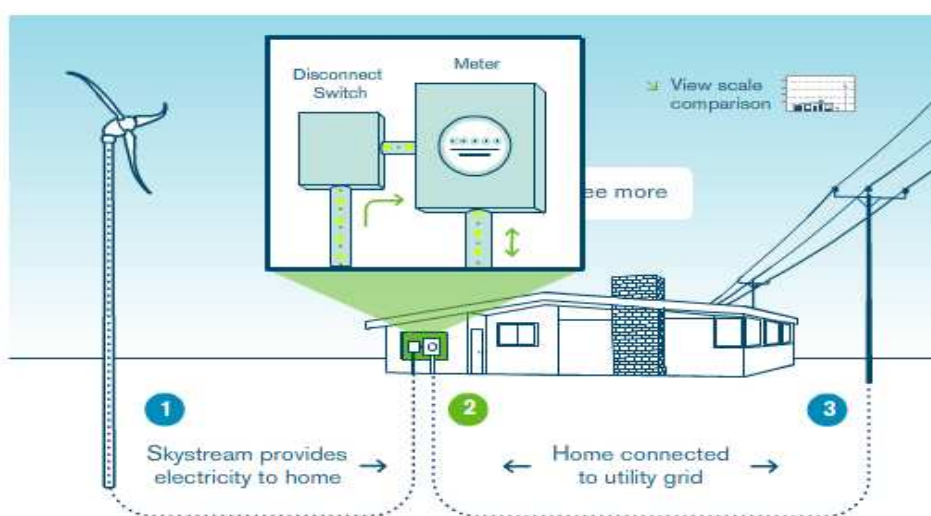 Disconnect
Switch
Meter
View scale
comparison
ee more
1
2
3
Skystream provides
electricity to home
Home connected
to utility grid